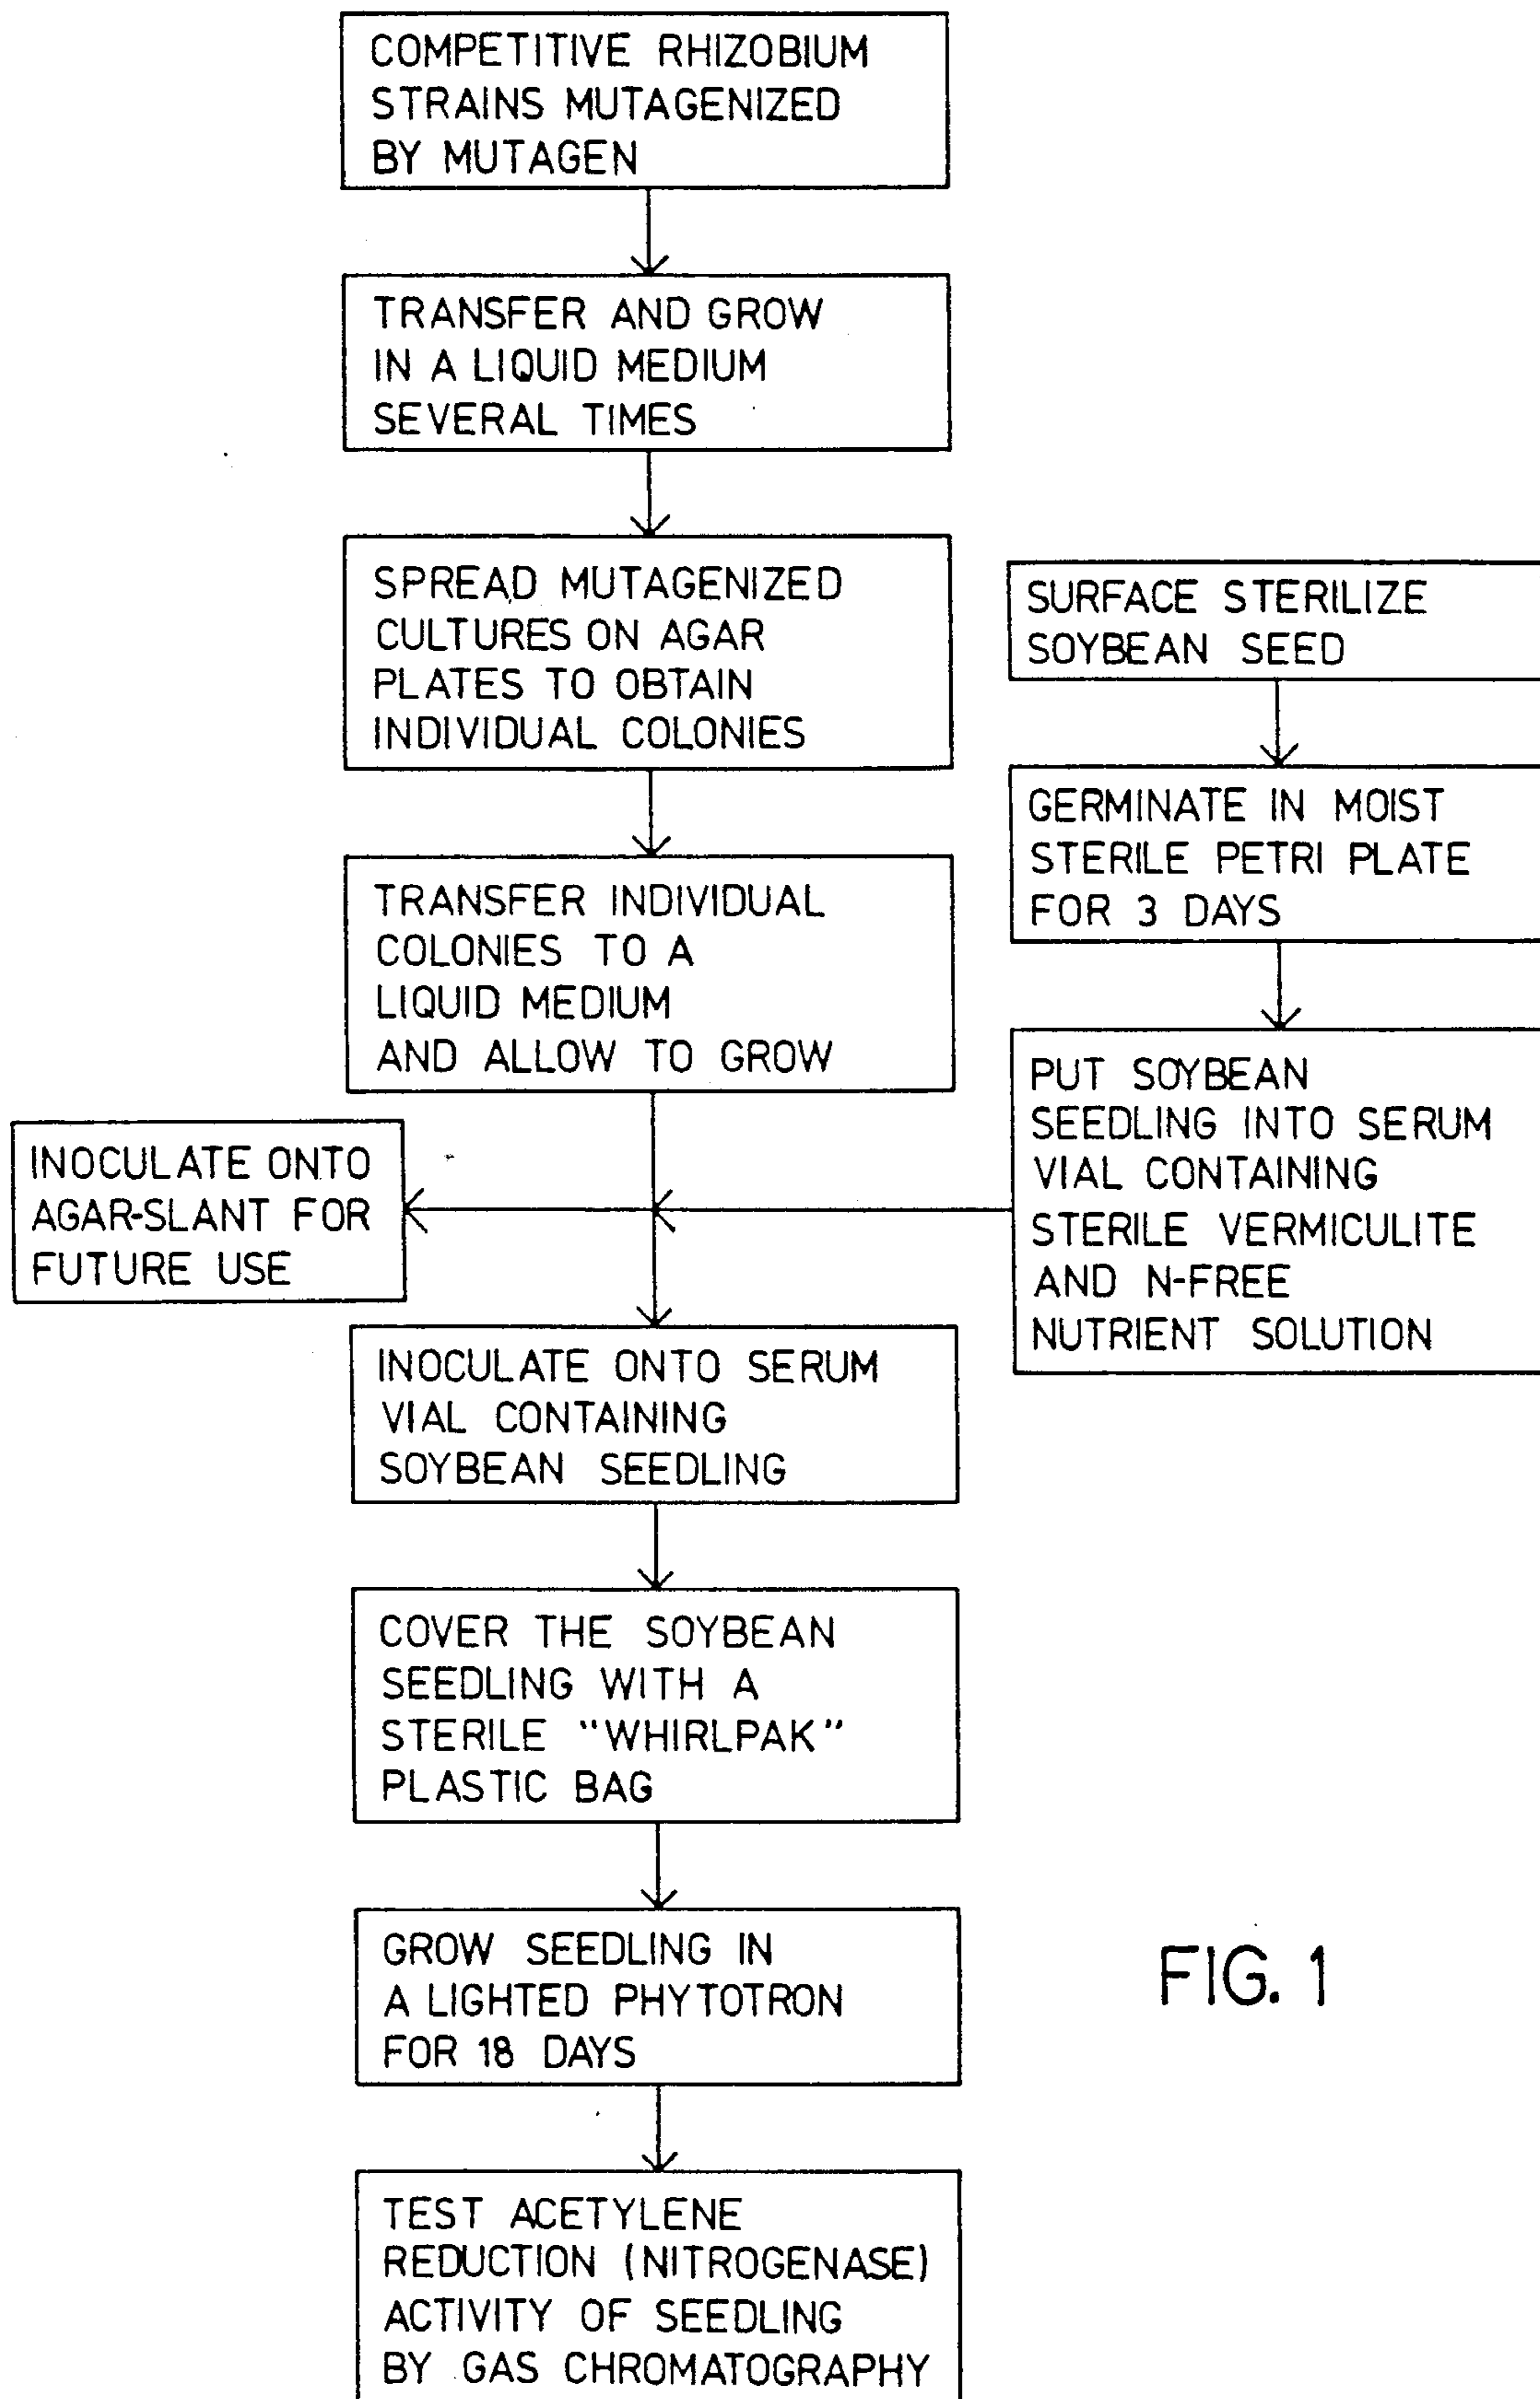 COMPETITIVE RHIZOBIUM
STRAINS MUTAGENIZED
BY MUTAGEN
TRANSFER AND GROW
IN A LIQUID MEDIUM
SEVERAL TIMES
SPREAD MUTAGENIZED
CULTURES ON AGAR
PLATES TO OBTAIN
INDIVIDUAL COLONIES
TRANSFER INDIVIDUAL
COLONIES TO A
LIQUID MEDIUM
AND ALLOW TO GROW
SURFACE STERILIZE
SOYBEAN SEED
GERMINATE IN MOIST
STERILE PETRI PLATE
FOR 3 DAYS
PUT SOYBEAN
SEEDLING INTO SERUM
VIAL CONTAINING
STERILE VERMICULITE
AND N-FREE
NUTRIENT SOLUTION
INOCULATE ONTO
AGAR-SLANT FOR
FUTURE USE
INOCULATE ONTO SERUM
VIAL CONTAINING
SOYBEAN SEEDLING
COVER THE SOYBEAN
SEEDLING WITH A
STERILE "WHIRLPAK"
PLASTIC BAG
GROW SEEDLING IN
A LIGHTED PHYTOTRON
FOR 18 DAYS
TEST ACETYLENE
REDUCTION (NITROGENASE)
ACTIVITY OF SEEDLING
BY GAS CHROMATOGRAPHY
FIG. 1